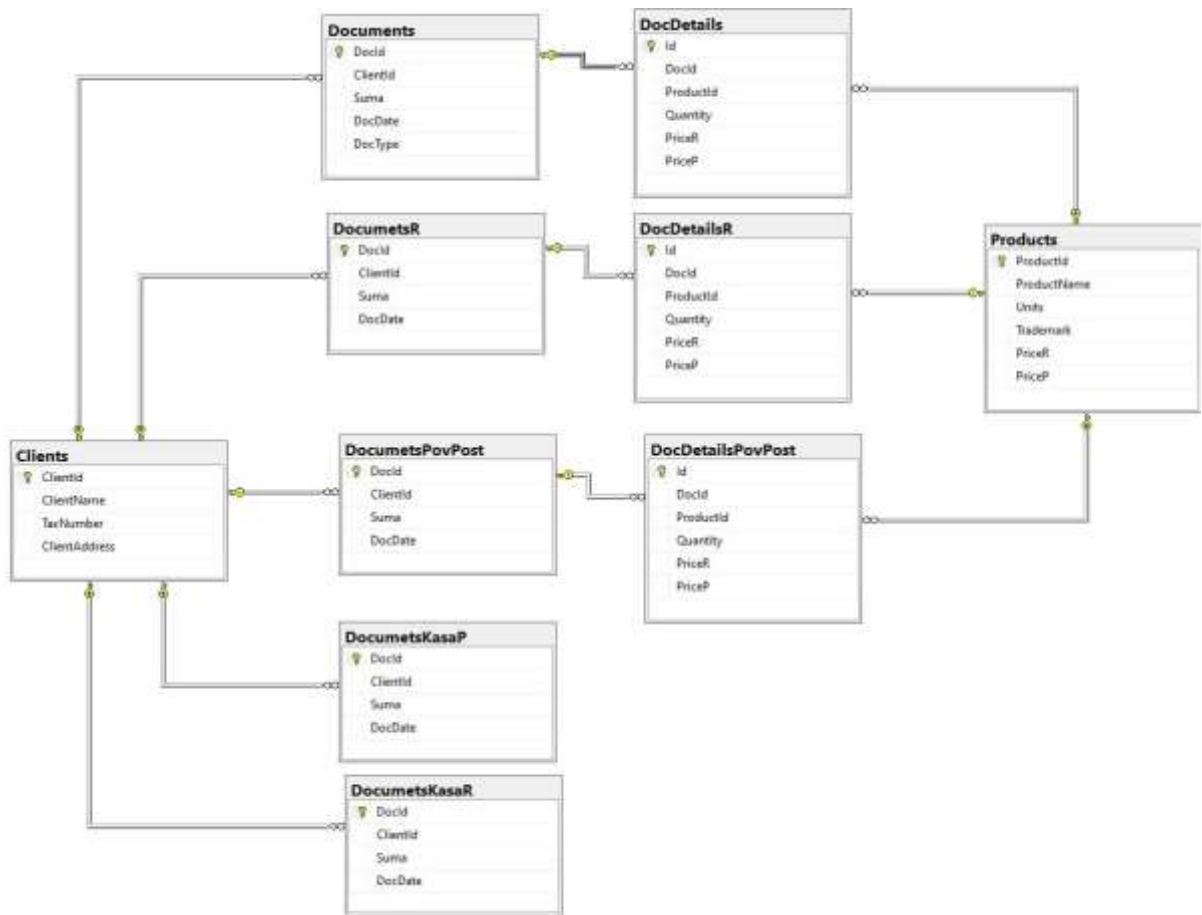 Documents
DocId
ClientId
Suma
DocDate
DocType
DocDetails
Id
DocId
ProductId
Quantity
PriceR
PriceP
DocumetsR
DocId
ClientId
Suma
DocDate
DocDetailsR
Id
DocId
ProductId
Quantity
PriceR
PriceP
Products
ProductId
ProductName
Units
Trademark
PriceR
PriceP
Clients
ClientId
ClientName
TaxNumber
ClientAddress
DocumetsPovPost
DocId
ClientId
Suma
DocDate
DocDetailsPovPost
Id
DocId
ProductId
Quantity
PriceR
PriceP
DocumetsKasaP
DocId
ClientId
Suma
DocDate
DocumetsKasaR
DocId
ClientId
Suma
DocDate